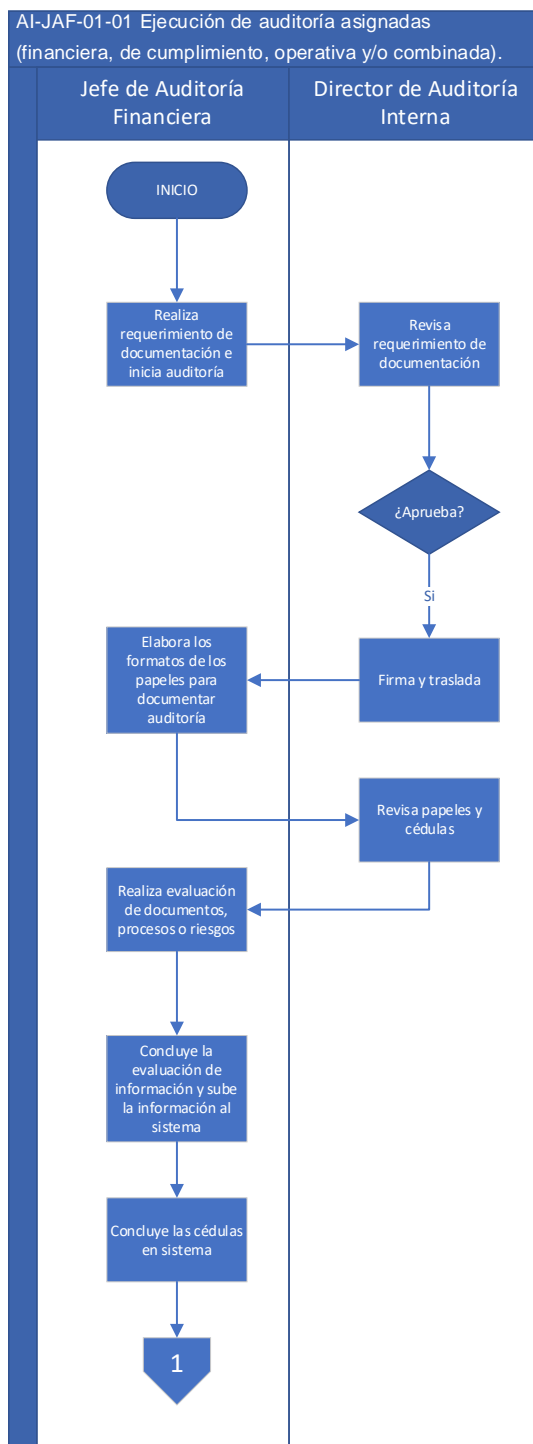 AI-JAF-01-01 Ejecución de auditoría asignadas
(financiera, de cumplimiento, operativa y/o combinada).
Jefe de Auditoría
Financiera
Director de Auditoría
Interna
INICIO
Realiza
requerimiento de
documentación e
inicia auditoría
Revisa
requerimiento de
documentación
¿Aprueba?
Si
Elabora los
formatos de los
papeles para
documentar
auditoría
Firma y traslada
Revisa papeles y
cédulas
Realiza evaluación
de documentos,
procesos o riesgos
Concluye la
evaluación de
información y sube
la información al
sistema
Concluye las cédulas
en sistema
1